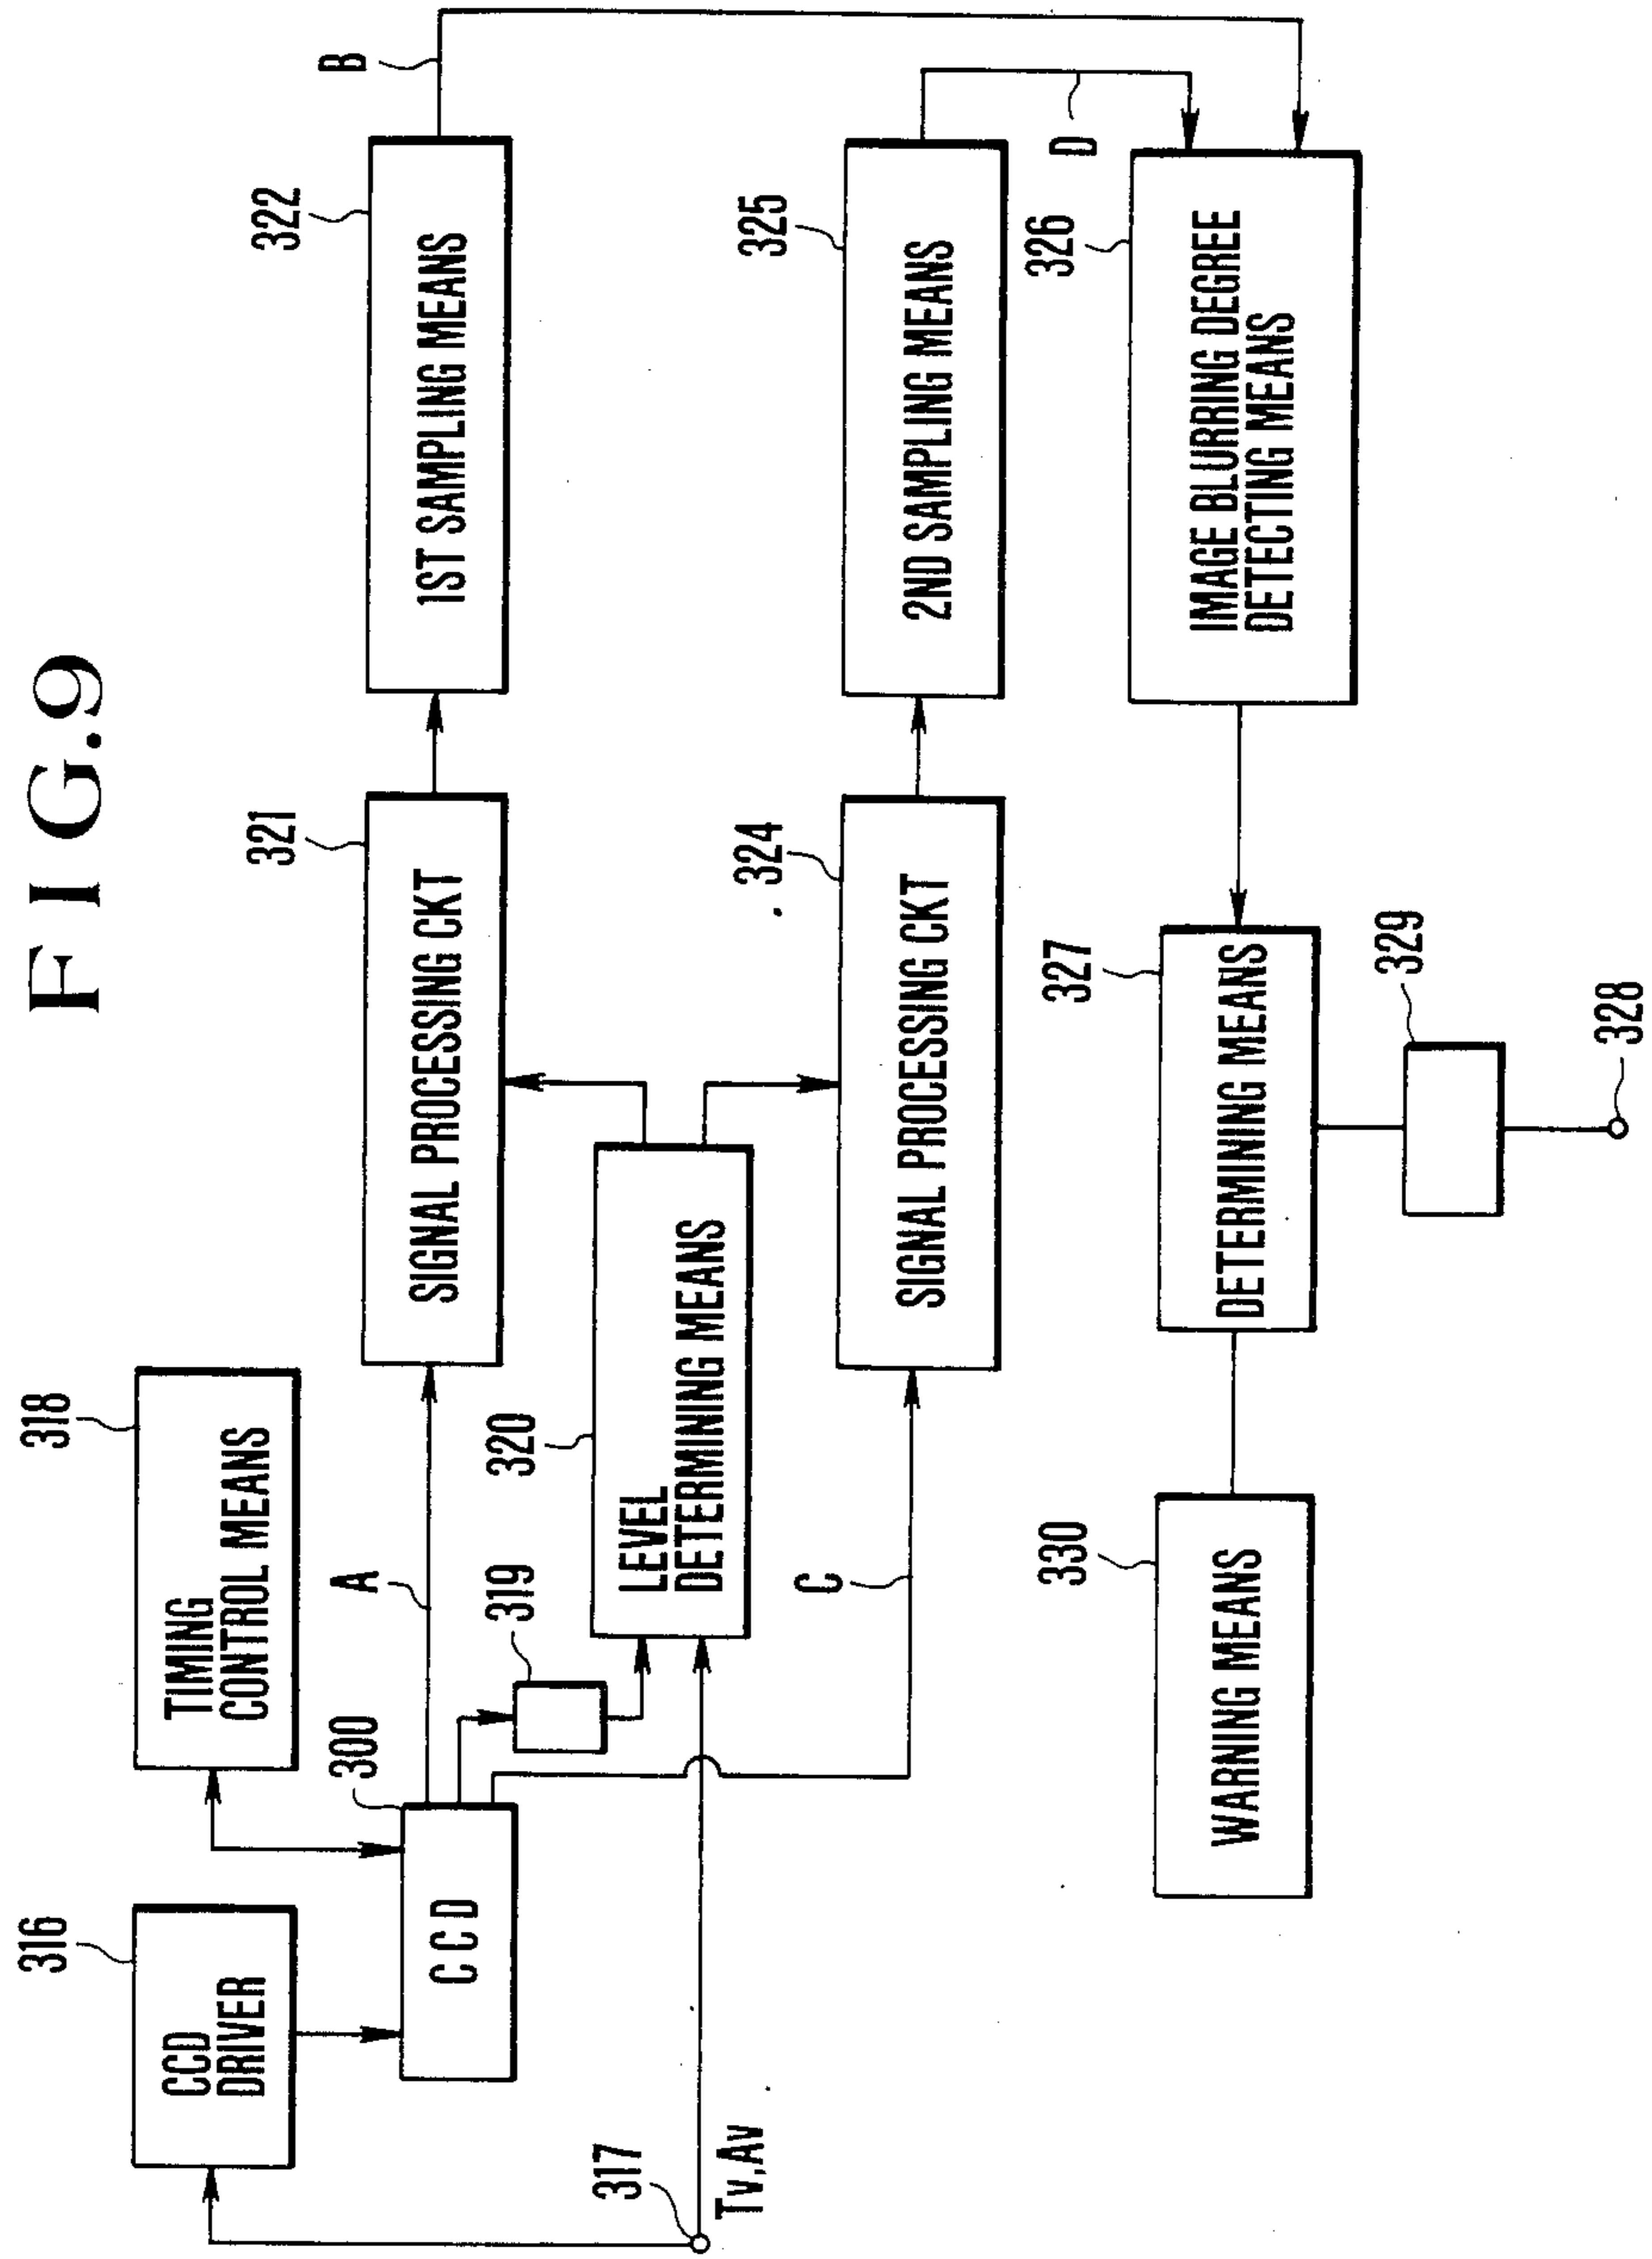 FIG.9
316
CCD
DRIVER
318
TIMING
CONTROL MEANS
300
CCD
A
321
SIGNAL PROCESSING CKT
322
1ST SAMPLING MEANS
B
319
320
LEVEL
DETERMINING MEANS
317
Tv,Av
C
324
SIGNAL PROCESSING CKT
325
2ND SAMPLING MEANS
D
326
IMAGE BLURRING DEGREE
DETECTING MEANS
327
DETERMINING MEANS
329
328
330
WARNING MEANS